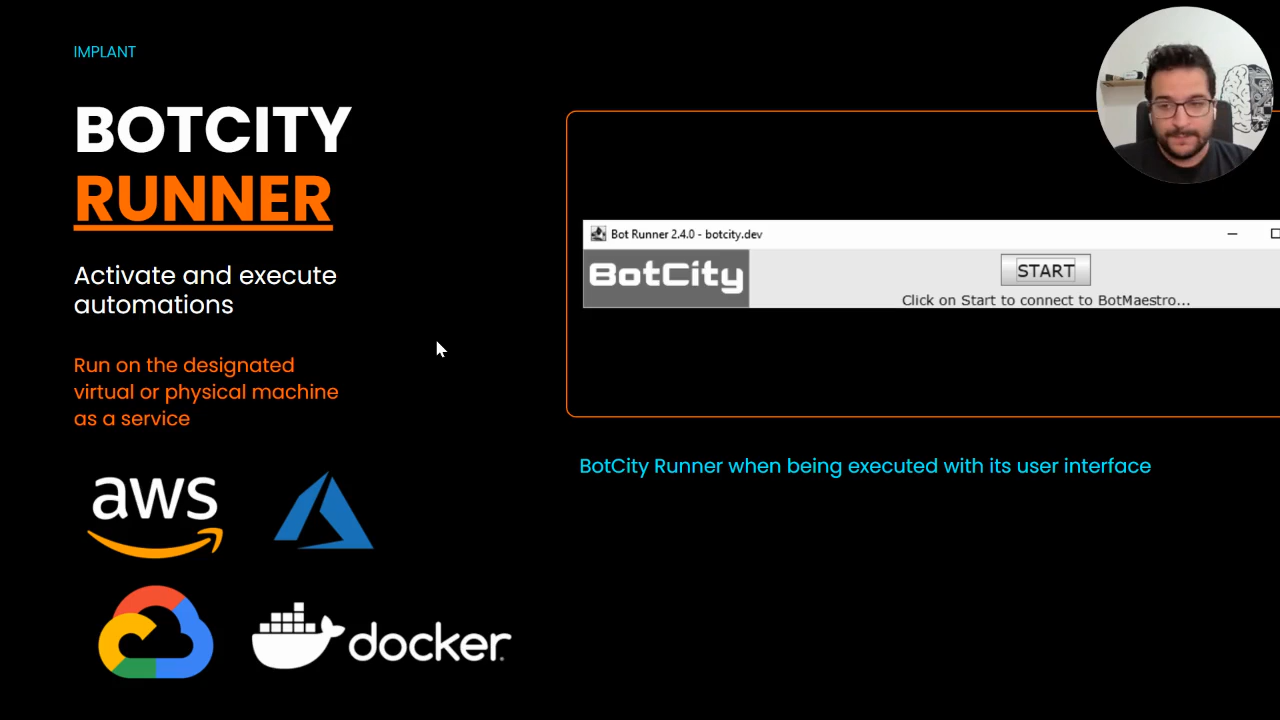 IMPLANT
BOTCITY
RUNNER
Activate and execute
automations
Run on the designated
virtual or physical machine
as a service
aws
docker
Bot Runner 2.4.0 - botcity.dev
BotCity
START
Click on Start to connect to BotMaestro...
BotCity Runner when being executed with its user interface